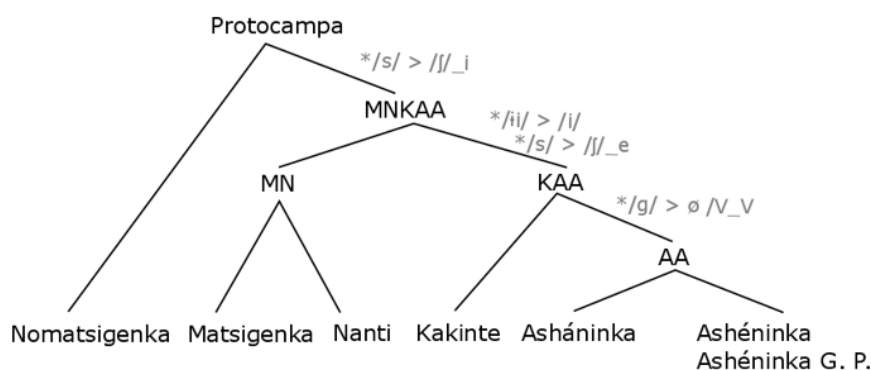 Protocampa
*/s/ > /ʃ/_i
MNKAA
*/ɨi/ > /i/
*/s/ > /ʃ/_e
MN
KAA
*/g/ > ø /V_V
AA
Nomatsigenka Matsigenka Nanti Kakinte Asháninka Ashéninka
Ashéninka G. P.